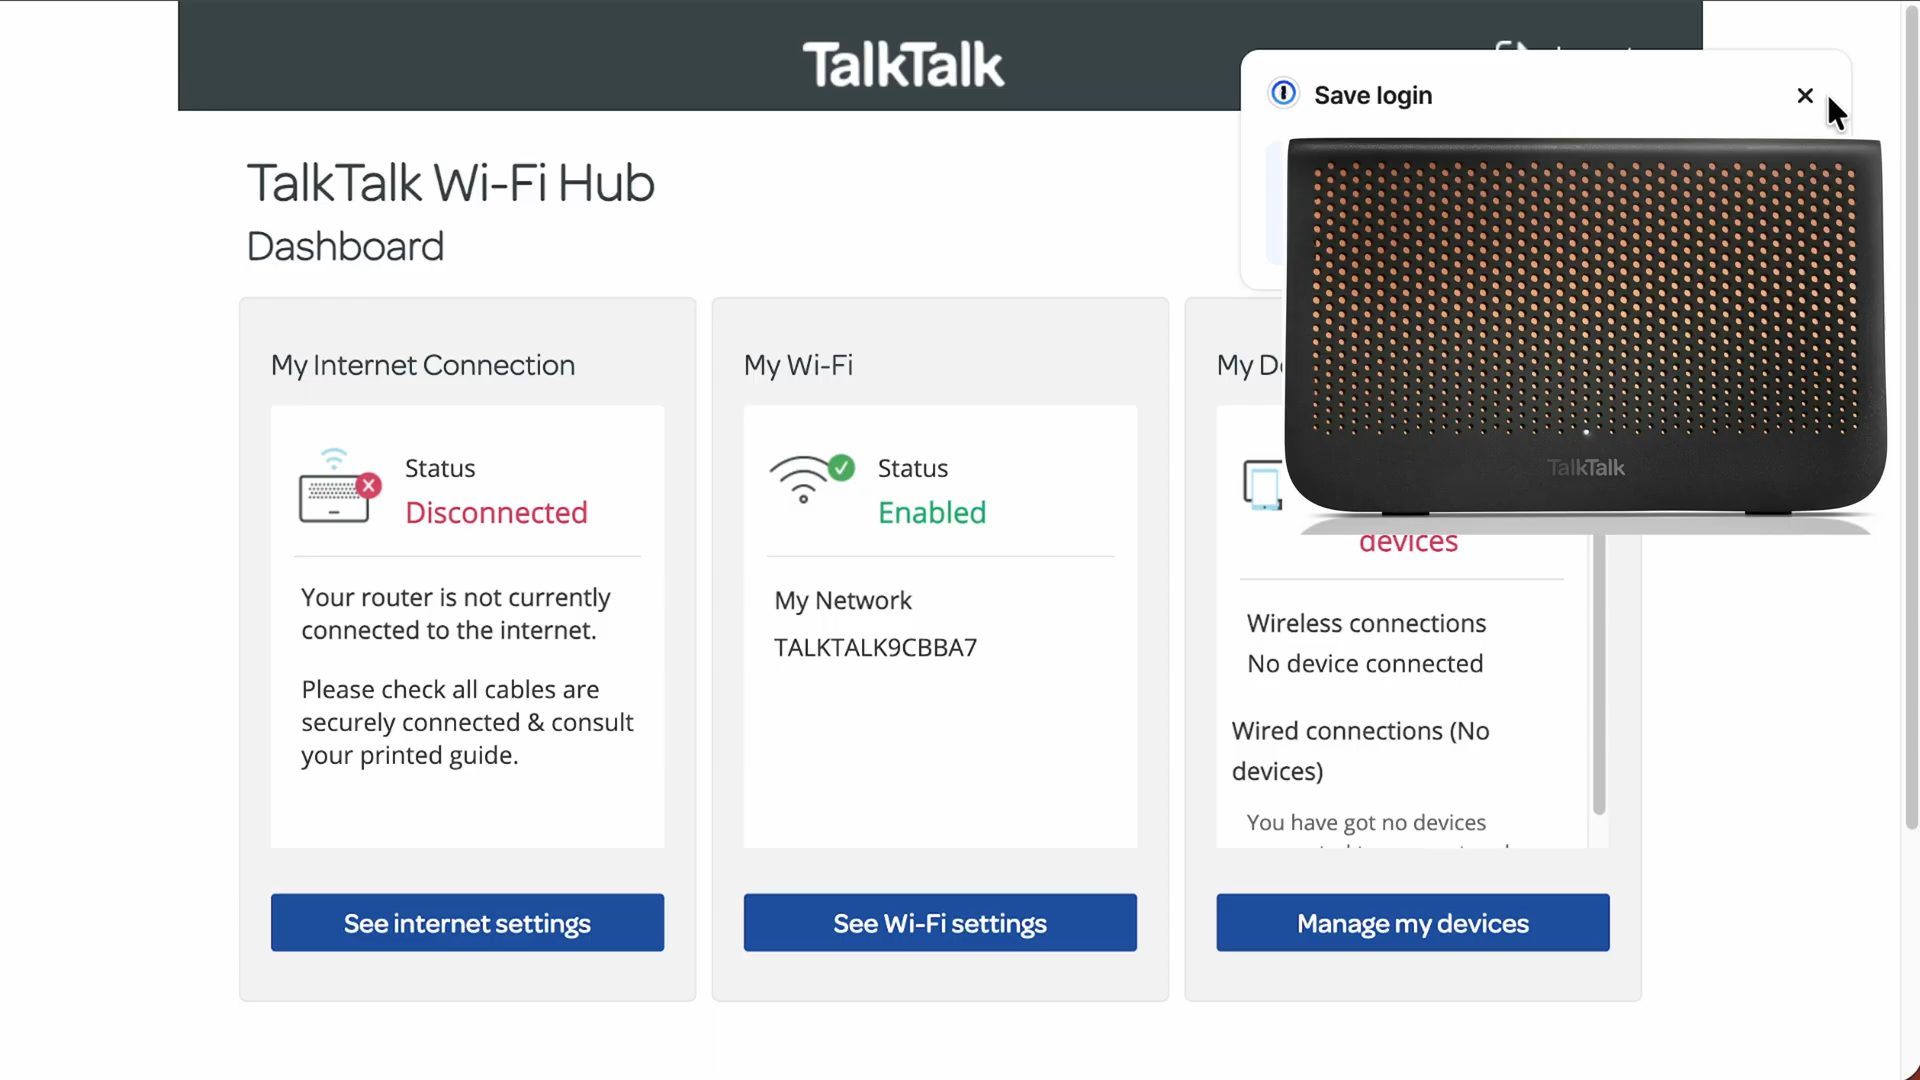 TalkTalk
Save login
TalkTalk Wi-Fi Hub
Dashboard
My Internet Connection
Status
Disconnected
Your router is not currently
connected to the internet.
Please check all cables are
securely connected & consult
your printed guide.
See internet settings
My Wi-Fi
Status
Enabled
My Network
TALKTALK9CBBA7
See Wi-Fi settings
My
TalkTalk
devices
Wireless connections
No device connected
Wired connections (No
devices)
You have got no devices
Manage my devices